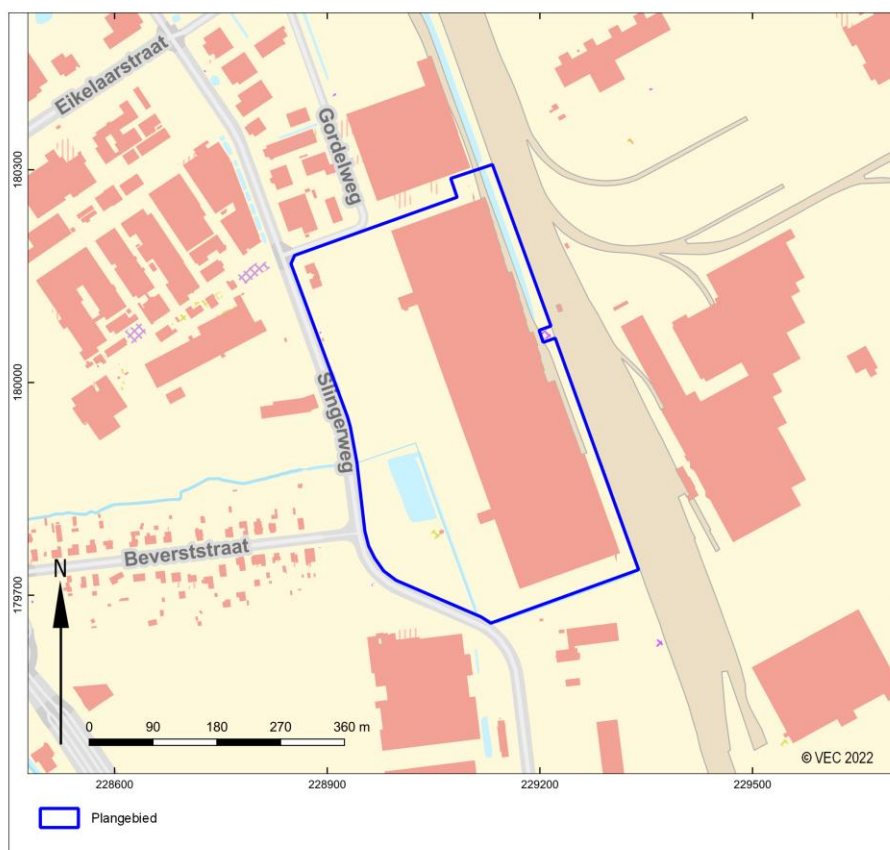 Eikelaarstraat
Gordelweg
180300
180000
Slingerweg
Beverststraat
179700
N
0 90 180 270 360 m
© VEC 2022
228600 228900 229200 229500
Plangebied